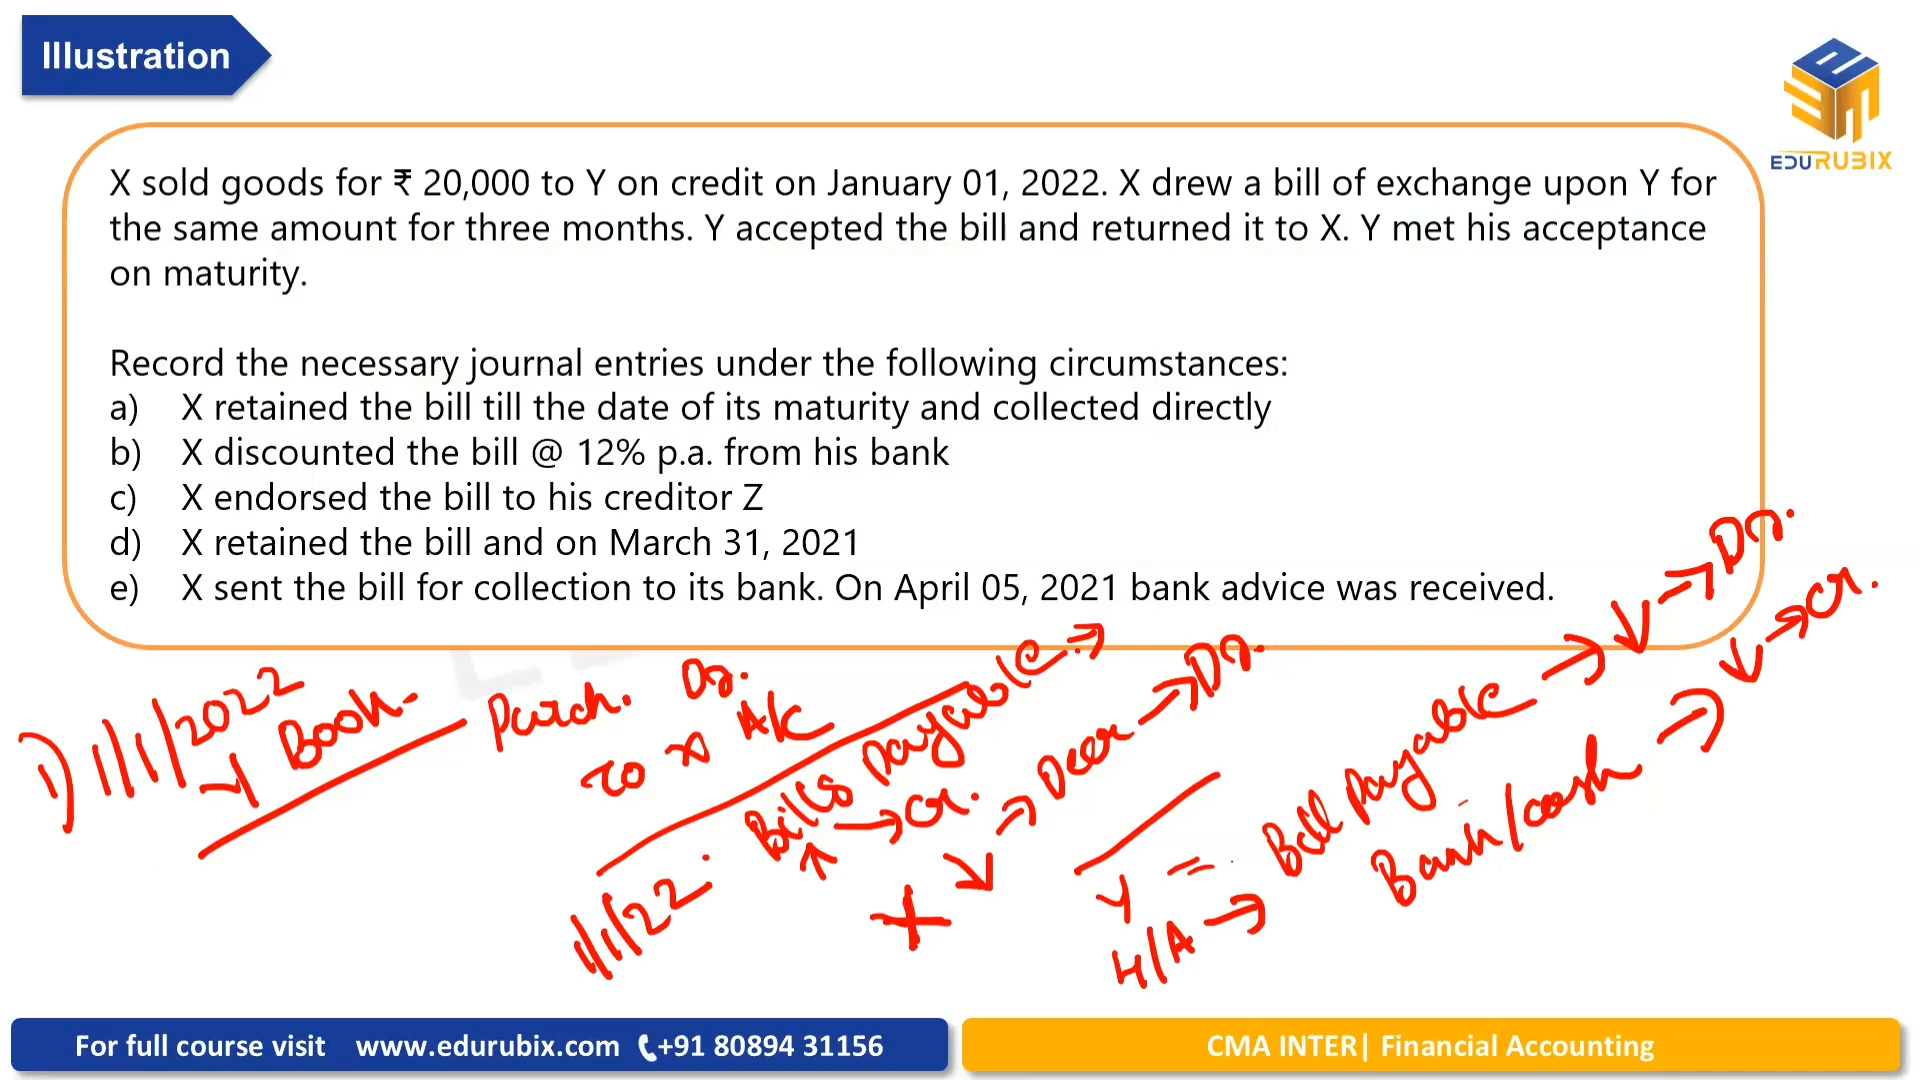 Illustration
EDURUBIX
X sold goods for ₹ 20,000 to Y on credit on January 01, 2022. X drew a bill of exchange upon Y for
the same amount for three months. Y accepted the bill and returned it to X. Y met his acceptance
on maturity.
Record the necessary journal entries under the following circumstances:
a) X retained the bill till the date of its maturity and collected directly
b) X discounted the bill @ 12% p.a. from his bank
c) X endorsed the bill to his creditor Z
d) X retained the bill and on March 31, 2021
e) X sent the bill for collection to its bank. On April 05, 2021 bank advice was received.
1) 1/1/2022
Y Book
Purch. Dr.
To X A/c
1/1/22. Bills Payable →
↑ → Cr.
X ↓ → Decr → Dr.
Y =
4/A → Bill Payable → ↓ → Dr.
Bank/cash → ↓ → Cr.
For full course visit www.edurubix.com +91 80894 31156
CMA INTER| Financial Accounting